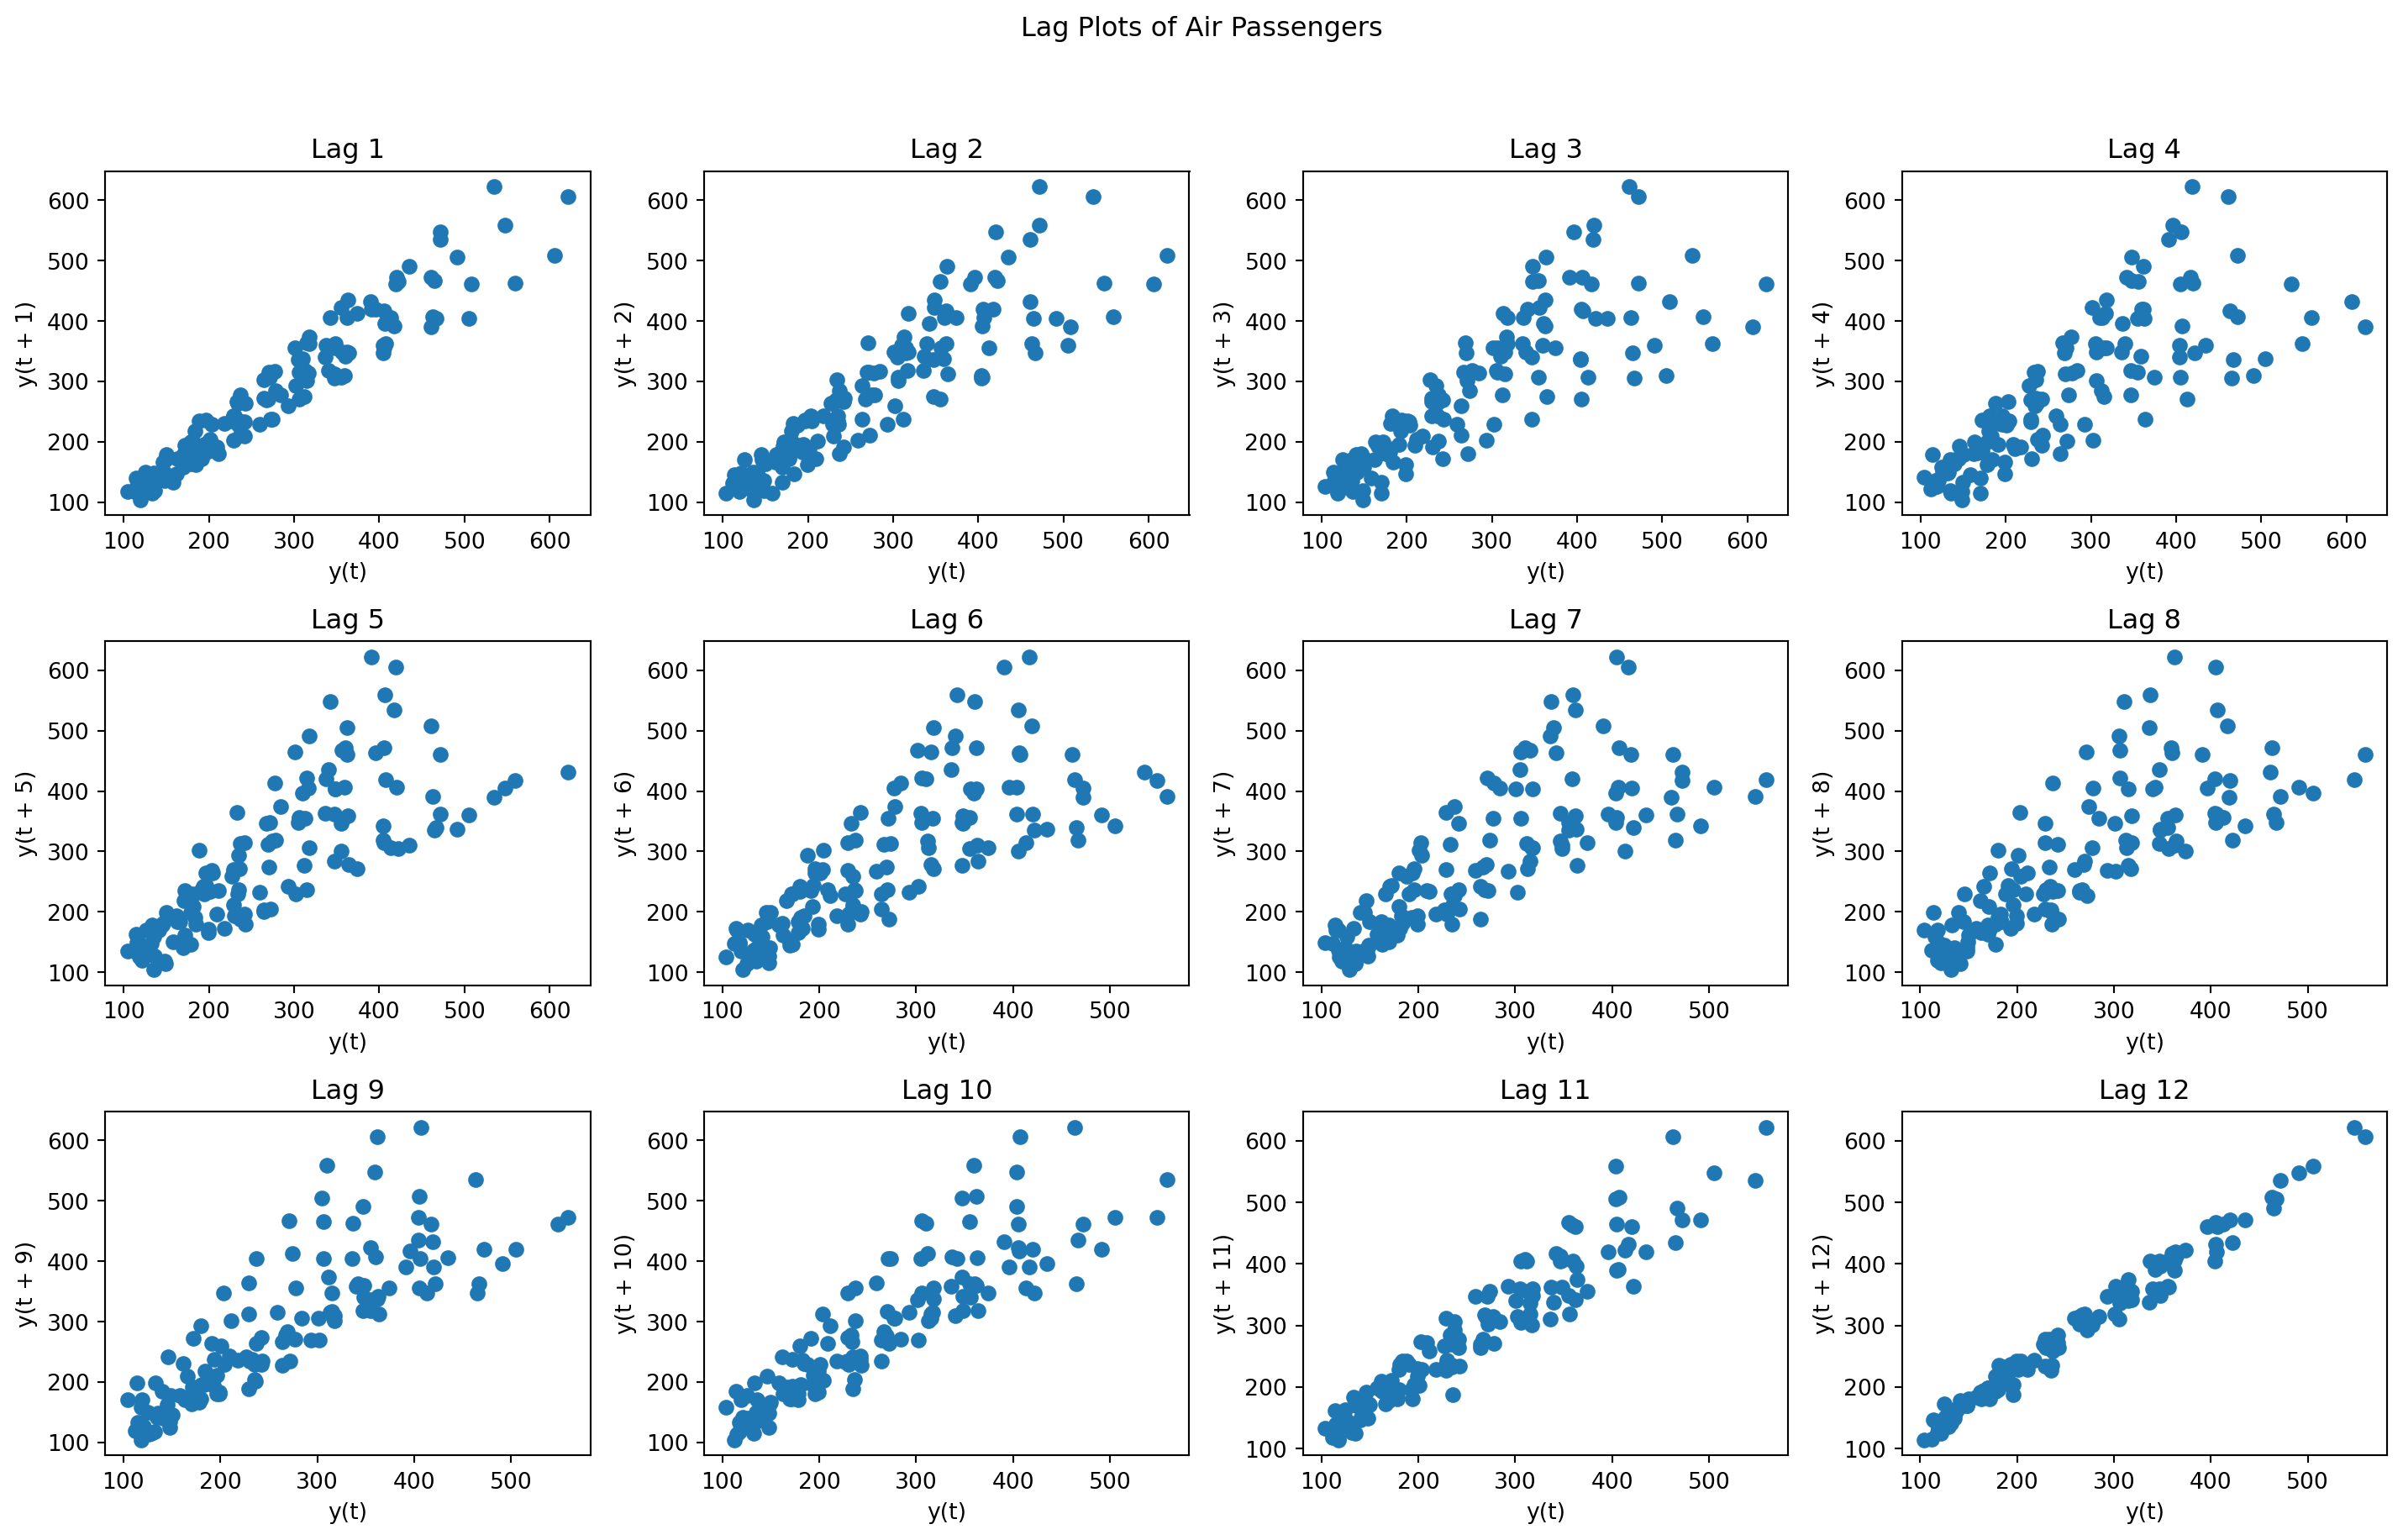 Lag Plots of Air Passengers
Lag 1
Lag 2
Lag 3
Lag 4
600
500
400
300
200
100
y(t + 1)
100 200 300 400 500 600
y(t)
600
500
400
300
200
100
y(t + 2)
100 200 300 400 500 600
y(t)
600
500
400
300
200
100
y(t + 3)
100 200 300 400 500 600
y(t)
600
500
400
300
200
100
y(t + 4)
100 200 300 400 500 600
y(t)
Lag 5
Lag 6
Lag 7
Lag 8
600
500
400
300
200
100
y(t + 5)
100 200 300 400 500 600
y(t)
600
500
400
300
200
100
y(t + 6)
100 200 300 400 500
y(t)
600
500
400
300
200
100
y(t + 7)
100 200 300 400 500
y(t)
600
500
400
300
200
100
y(t + 8)
100 200 300 400 500
y(t)
Lag 9
Lag 10
Lag 11
Lag 12
600
500
400
300
200
100
y(t + 9)
100 200 300 400 500
y(t)
600
500
400
300
200
100
y(t + 10)
100 200 300 400 500
y(t)
600
500
400
300
200
100
y(t + 11)
100 200 300 400 500
y(t)
600
500
400
300
200
100
y(t + 12)
100 200 300 400 500
y(t)